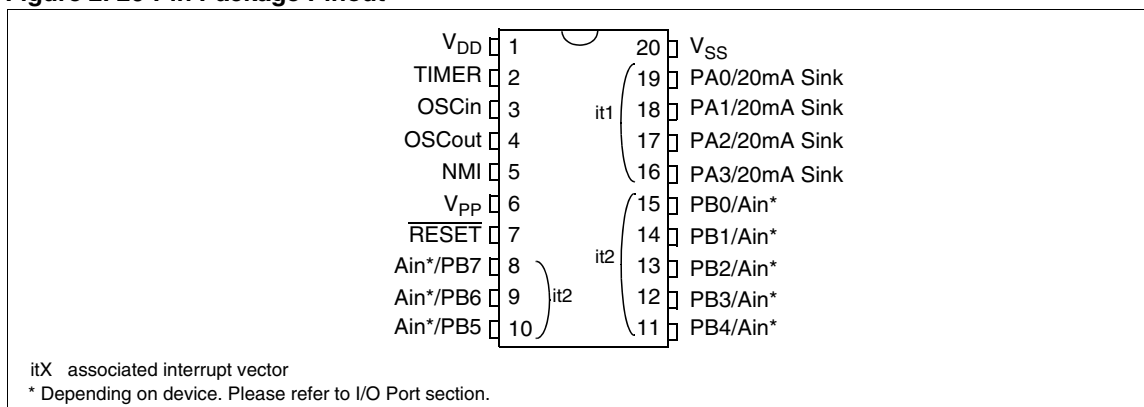 Figure 2. 20-Pin Package Pinout
VDD 1 20 VSS
TIMER 2 19 PA0/20mA Sink
OSCin 3 it1 18 PA1/20mA Sink
OSCout 4 17 PA2/20mA Sink
NMI 5 16 PA3/20mA Sink
VPP 6 15 PB0/Ain*
RESET 7 14 PB1/Ain*
Ain*/PB7 8 it2 13 PB2/Ain*
Ain*/PB6 9 it2 12 PB3/Ain*
Ain*/PB5 10 11 PB4/Ain*
itX associated interrupt vector
* Depending on device. Please refer to I/O Port section.